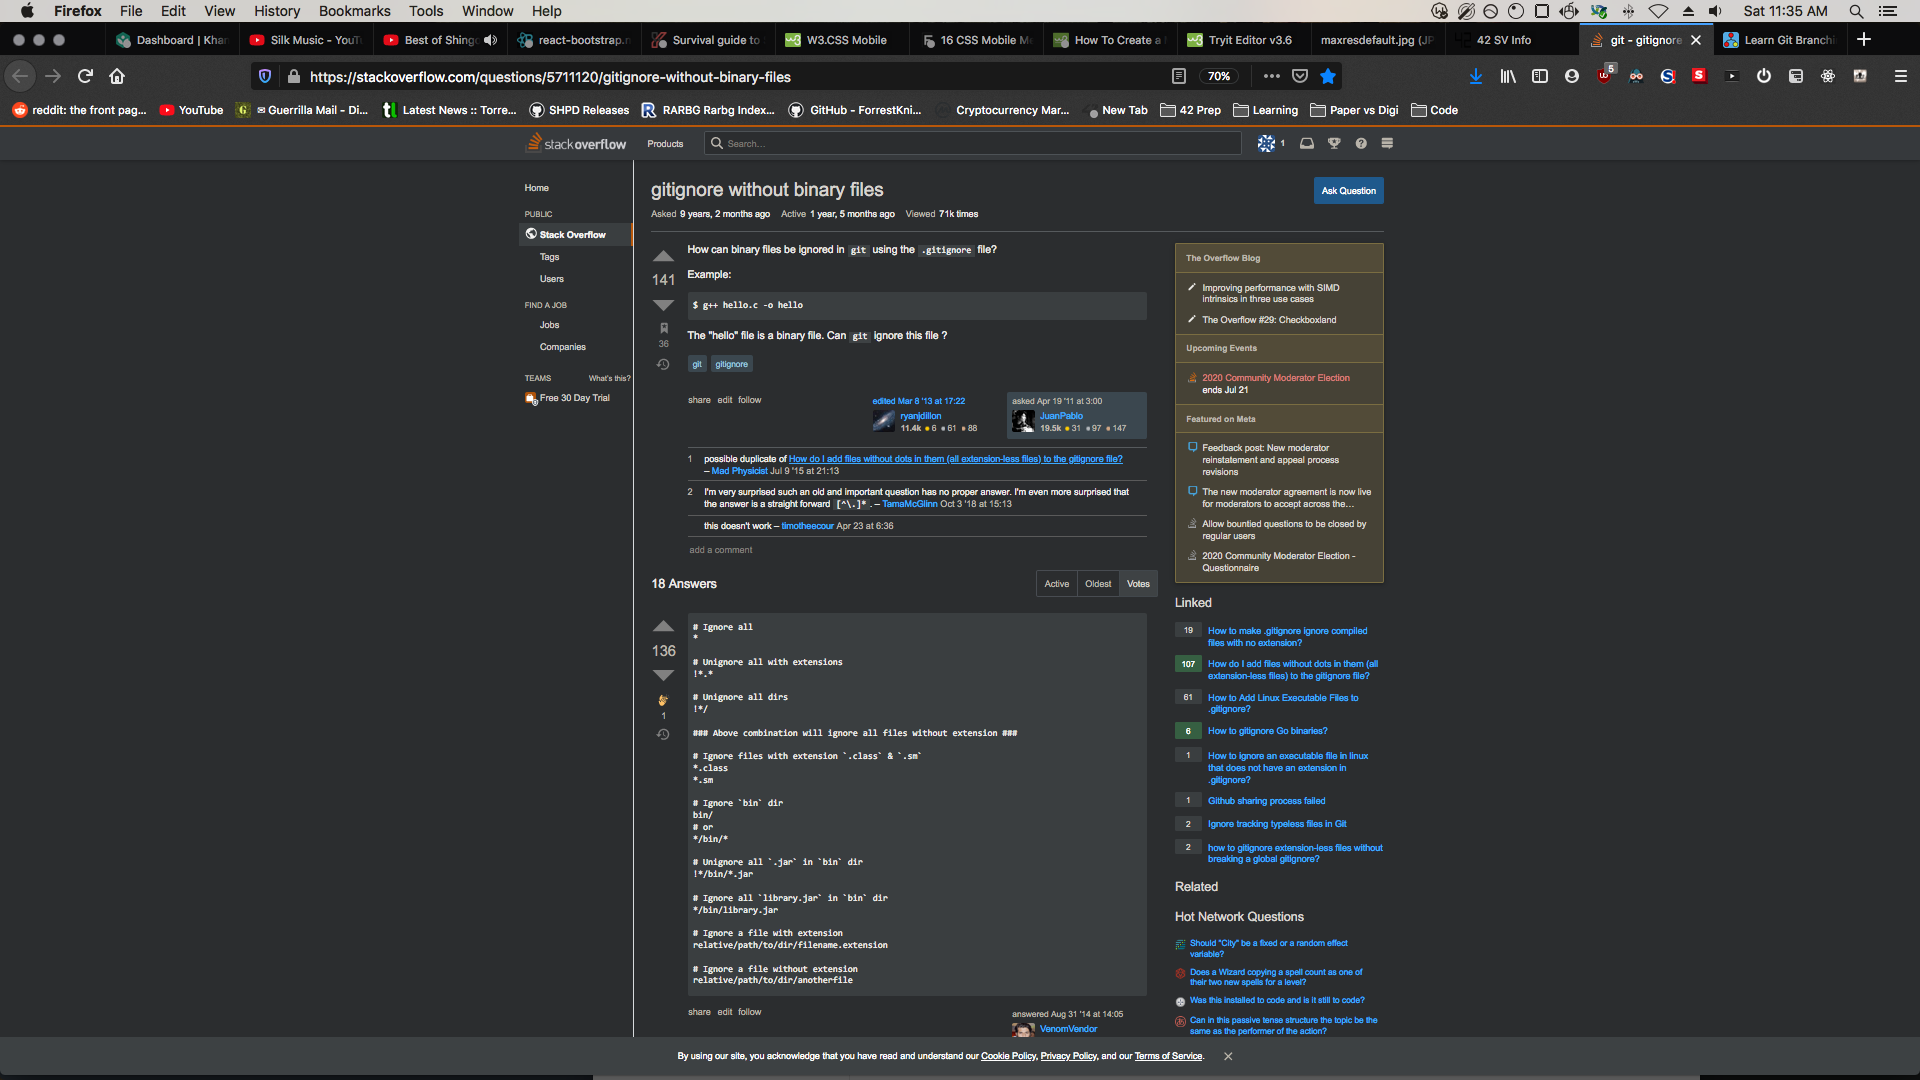 Firefox File Edit View History Bookmarks Tools Window Help Sat 11:35 AM
Dashboard | Khan
Silk Music - YouT
Best of Shing
react-bootstrap.n
Survival guide to
W3.CSS Mobile
16 CSS Mobile M
How To Create a
Tryit Editor v3.6
maxresdefault.jpg (JP
42 SV Info
git - gitignore
Learn Git Branchi
https://stackoverflow.com/questions/5711120/gitignore-without-binary-files
70%
5
reddit: the front pag...
YouTube
Guerrilla Mail - Di...
Latest News :: Torre...
SHPD Releases
RARBG Rarbg Index...
GitHub - ForrestKni...
Cryptocurrency Mar...
New Tab
42 Prep
Learning
Paper vs Digi
Code
stackoverflow
Products
Search...
1
Home
PUBLIC
Stack Overflow
Tags
Users
FIND A JOB
Jobs
Companies
TEAMS What's this?
Free 30 Day Trial
gitignore without binary files
Ask Question
Asked 9 years, 2 months ago Active 1 year, 5 months ago Viewed 71k times
141
36
How can binary files be ignored in git using the .gitignore file?
Example:
$ g++ hello.c -o hello
The "hello" file is a binary file. Can git ignore this file ?
git gitignore
share edit follow
edited Mar 8 '13 at 17:22
ryanjdillon
11.4k 6 61 88
asked Apr 19 '11 at 3:00
JuanPablo
19.5k 31 97 147
1 possible duplicate of How do I add files without dots in them (all extension-less files) to the gitignore file?
– Mad Physicist Jul 9 '15 at 21:13
2 I'm very surprised such an old and important question has no proper answer. I'm even more surprised that
the answer is a straight forward [^\.]* . – TamaMcGlinn Oct 3 '18 at 15:13
this doesn't work – timotheecour Apr 23 at 6:36
add a comment
18 Answers
Active Oldest Votes
136
1
# Ignore all
*
# Unignore all with extensions
!*.*
# Unignore all dirs
!*/
### Above combination will ignore all files without extension ###
# Ignore files with extension `.class` & `.sm`
*.class
*.sm
# Ignore `bin` dir
bin/
# or
*/bin/*
# Unignore all `.jar` in `bin` dir
!*/bin/*.jar
# Ignore all `library.jar` in `bin` dir
*/bin/library.jar
# Ignore a file with extension
relative/path/to/dir/filename.extension
# Ignore a file without extension
relative/path/to/dir/anotherfile
share edit follow
answered Aug 31 '14 at 14:05
VenomVendor
The Overflow Blog
Improving performance with SIMD
intrinsics in three use cases
The Overflow #29: Checkboxland
Upcoming Events
2020 Community Moderator Election
ends Jul 21
Featured on Meta
Feedback post: New moderator
reinstatement and appeal process
revisions
The new moderator agreement is now live
for moderators to accept across the...
Allow bountied questions to be closed by
regular users
2020 Community Moderator Election -
Questionnaire
Linked
19 How to make .gitignore ignore compiled
files with no extension?
107 How do I add files without dots in them (all
extension-less files) to the gitignore file?
61 How to Add Linux Executable Files to
.gitignore?
6 How to gitignore Go binaries?
1 How to ignore an executable file in linux
that does not have an extension in
.gitignore?
1 Github sharing process failed
2 Ignore tracking typeless files in Git
2 how to gitignore extension-less files without
breaking a global gitignore?
Related
Hot Network Questions
Should "City" be a fixed or a random effect
variable?
Does a Wizard copying a spell count as one of
their two new spells for a level?
Was this installed to code and is it still to code?
Can in this passive tense structure the topic be the
same as the performer of the action?
By using our site, you acknowledge that you have read and understand our Cookie Policy, Privacy Policy, and our Terms of Service.